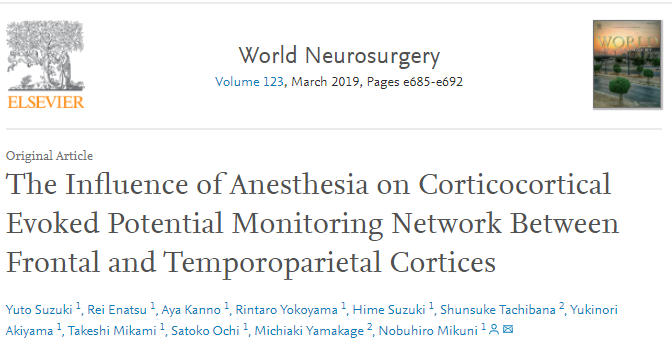 World Neurosurgery
Volume 123, March 2019, Pages e685-e692
ELSEVIER
WORLD
Original Article
The Influence of Anesthesia on Corticocortical
Evoked Potential Monitoring Network Between
Frontal and Temporoparietal Cortices
Yuto Suzuki 1, Rei Enatsu 1, Aya Kanno 1, Rintaro Yokoyama 1, Hime Suzuki 1, Shunsuke Tachibana 2, Yukinori
Akiyama 1, Takeshi Mikami 1, Satoko Ochi 1, Michiaki Yamakage 2, Nobuhiro Mikuni 1